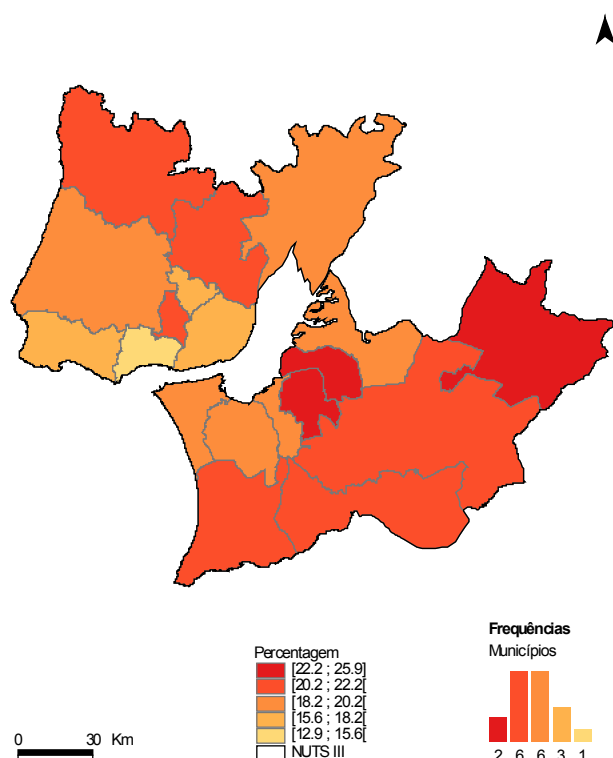 Percentagem
[22.2 ; 25.9]
[20.2 ; 22.2[
[18.2 ; 20.2[
[15.6 ; 18.2[
[12.9 ; 15.6[
NUTS III
Frequências
Municípios
2 6 6 3 1
0 30 Km